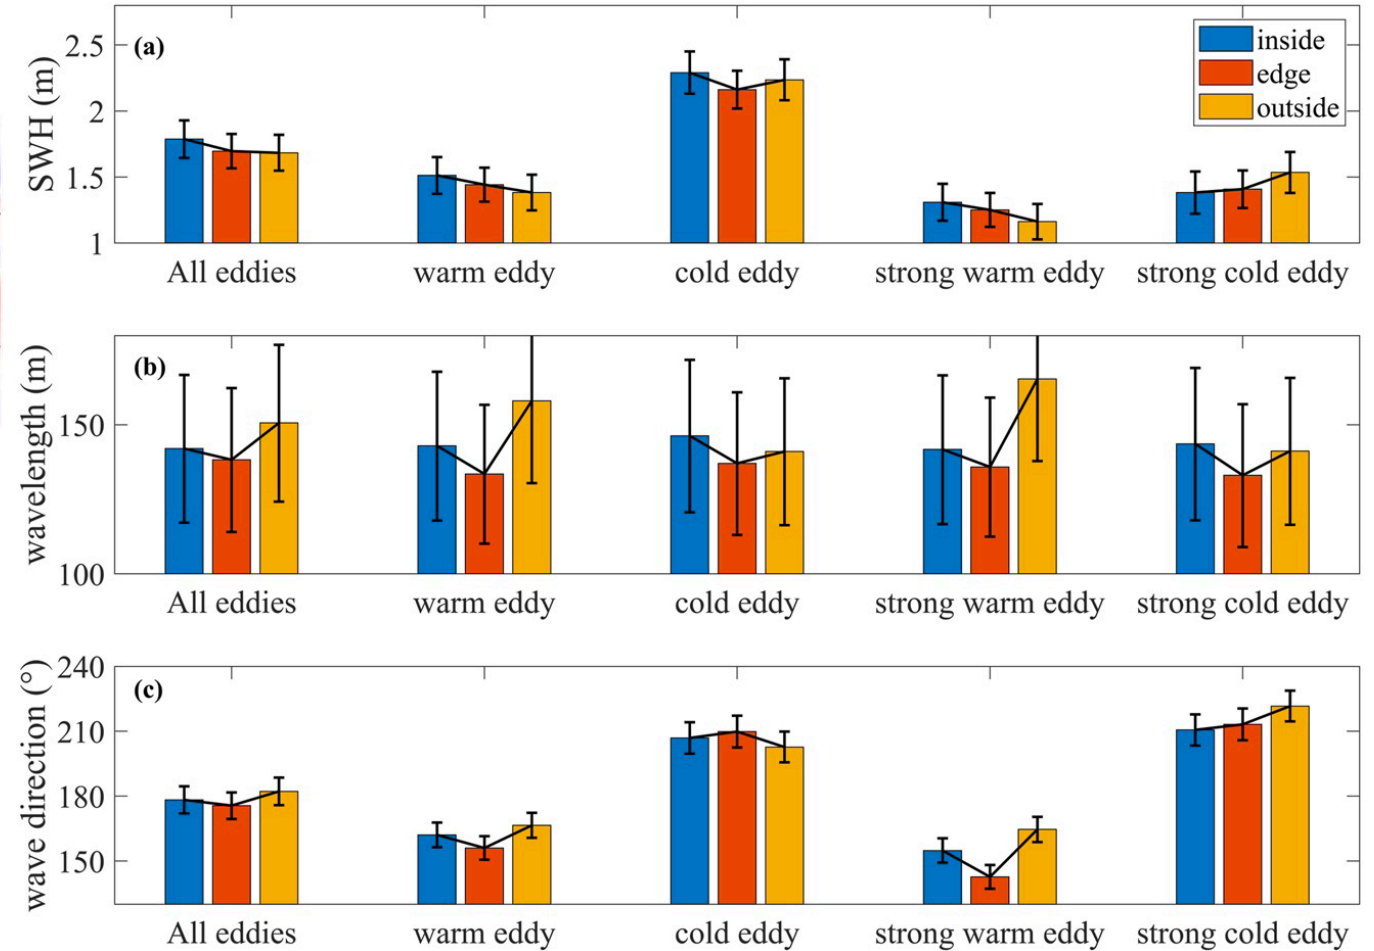 SWH (m)
2.5
2
1.5
1
(a)
inside
edge
outside
All eddies warm eddy cold eddy strong warm eddy strong cold eddy
wavelength (m)
150
100
(b)
All eddies warm eddy cold eddy strong warm eddy strong cold eddy
wave direction (°)
240
210
180
150
(c)
All eddies warm eddy cold eddy strong warm eddy strong cold eddy